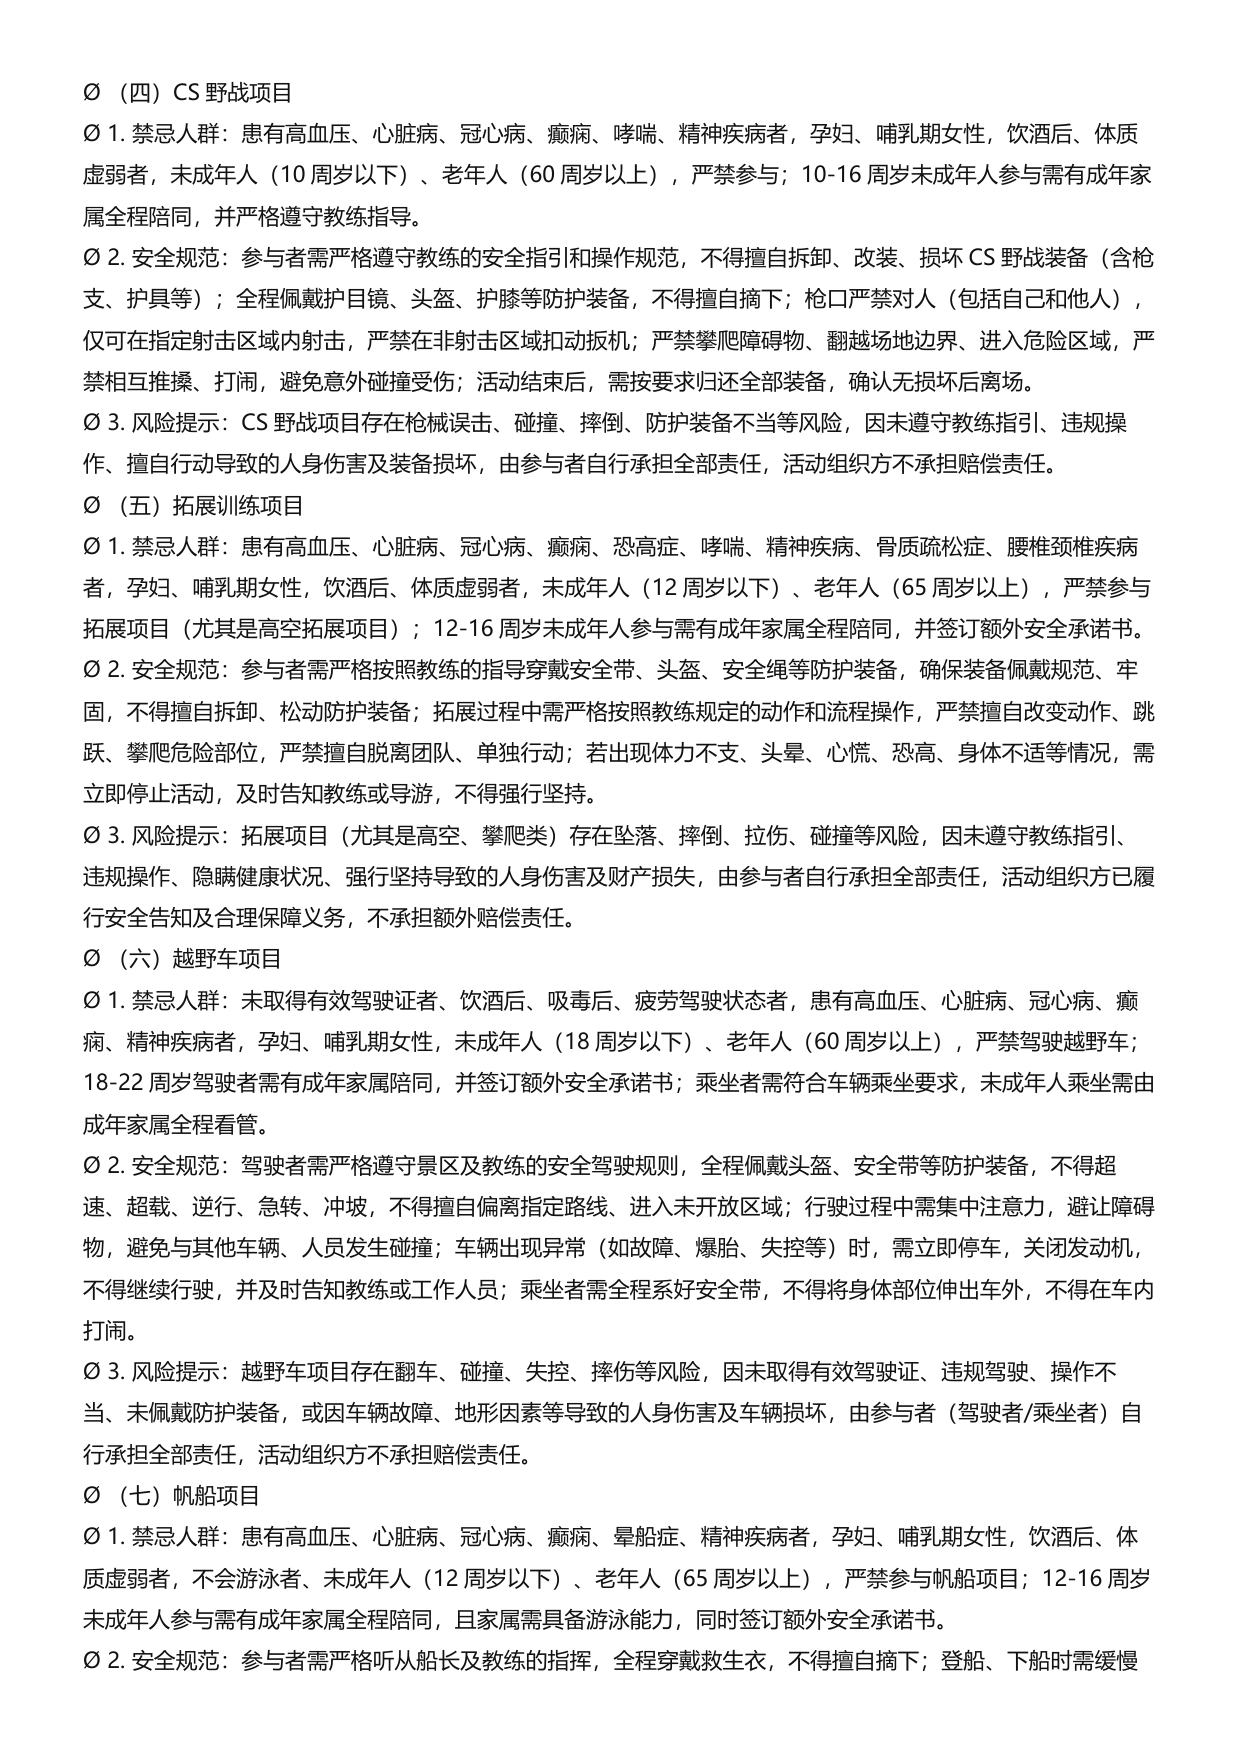 Ø （四）CS 野战项目
Ø 1. 禁忌人群：患有高血压、心脏病、冠心病、癫痫、哮喘、精神疾病者，孕妇、哺乳期女性，饮酒后、体质
虚弱者，未成年人（10 周岁以下）、老年人（60 周岁以上），严禁参与；10-16 周岁未成年人参与需有成年家
属全程陪同，并严格遵守教练指导。
Ø 2. 安全规范：参与者需严格遵守教练的安全指引和操作规范，不得擅自拆卸、改装、损坏 CS 野战装备（含枪
支、护具等）；全程佩戴护目镜、头盔、护膝等防护装备，不得擅自摘下；枪口严禁对人（包括自己和他人），
仅可在指定射击区域内射击，严禁在非射击区域扣动扳机；严禁攀爬障碍物、翻越场地边界、进入危险区域，严
禁相互推搡、打闹，避免意外碰撞受伤；活动结束后，需按要求归还全部装备，确认无损坏后离场。
Ø 3. 风险提示：CS 野战项目存在枪械误击、碰撞、摔倒、防护装备不当等风险，因未遵守教练指引、违规操
作、擅自行动导致的人身伤害及装备损坏，由参与者自行承担全部责任，活动组织方不承担赔偿责任。
Ø （五）拓展训练项目
Ø 1. 禁忌人群：患有高血压、心脏病、冠心病、癫痫、恐高症、哮喘、精神疾病、骨质疏松症、腰椎颈椎疾病
者，孕妇、哺乳期女性，饮酒后、体质虚弱者，未成年人（12 周岁以下）、老年人（65 周岁以上），严禁参与
拓展项目（尤其是高空拓展项目）；12-16 周岁未成年人参与需有成年家属全程陪同，并签订额外安全承诺书。
Ø 2. 安全规范：参与者需严格按照教练的指导穿戴安全带、头盔、安全绳等防护装备，确保装备佩戴规范、牢
固，不得擅自拆卸、松动防护装备；拓展过程中需严格按照教练规定的动作和流程操作，严禁擅自改变动作、跳
跃、攀爬危险部位，严禁擅自脱离团队、单独行动；若出现体力不支、头晕、心慌、恐高、身体不适等情况，需
立即停止活动，及时告知教练或导游，不得强行坚持。
Ø 3. 风险提示：拓展项目（尤其是高空、攀爬类）存在坠落、摔倒、拉伤、碰撞等风险，因未遵守教练指引、
违规操作、隐瞒健康状况、强行坚持导致的人身伤害及财产损失，由参与者自行承担全部责任，活动组织方已履
行安全告知及合理保障义务，不承担额外赔偿责任。
Ø （六）越野车项目
Ø 1. 禁忌人群：未取得有效驾驶证者、饮酒后、吸毒后、疲劳驾驶状态者，患有高血压、心脏病、冠心病、癫
痫、精神疾病者，孕妇、哺乳期女性，未成年人（18 周岁以下）、老年人（60 周岁以上），严禁驾驶越野车；
18-22 周岁驾驶者需有成年家属陪同，并签订额外安全承诺书；乘坐者需符合车辆乘坐要求，未成年人乘坐需由
成年家属全程看管。
Ø 2. 安全规范：驾驶者需严格遵守景区及教练的安全驾驶规则，全程佩戴头盔、安全带等防护装备，不得超
速、超载、逆行、急转、冲坡，不得擅自偏离指定路线、进入未开放区域；行驶过程中需集中注意力，避让障碍
物，避免与其他车辆、人员发生碰撞；车辆出现异常（如故障、爆胎、失控等）时，需立即停车，关闭发动机，
不得继续行驶，并及时告知教练或工作人员；乘坐者需全程系好安全带，不得将身体部位伸出车外，不得在车内
打闹。
Ø 3. 风险提示：越野车项目存在翻车、碰撞、失控、摔伤等风险，因未取得有效驾驶证、违规驾驶、操作不
当、未佩戴防护装备，或因车辆故障、地形因素等导致的人身伤害及车辆损坏，由参与者（驾驶者/乘坐者）自
行承担全部责任，活动组织方不承担赔偿责任。
Ø （七）帆船项目
Ø 1. 禁忌人群：患有高血压、心脏病、冠心病、癫痫、晕船症、精神疾病者，孕妇、哺乳期女性，饮酒后、体
质虚弱者，不会游泳者、未成年人（12 周岁以下）、老年人（65 周岁以上），严禁参与帆船项目；12-16 周岁
未成年人参与需有成年家属全程陪同，且家属需具备游泳能力，同时签订额外安全承诺书。
Ø 2. 安全规范：参与者需严格听从船长及教练的指挥，全程穿戴救生衣，不得擅自摘下；登船、下船时需缓慢